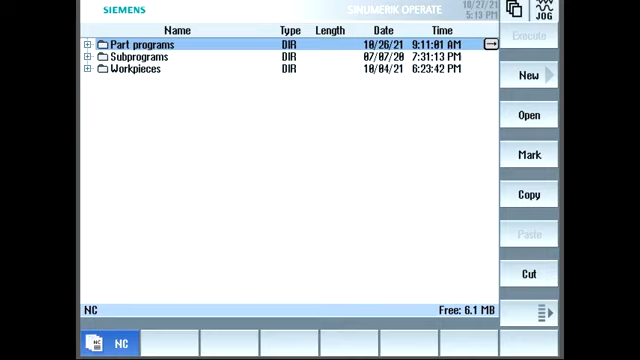 SIEMENS
SINUMERIK OPERATE
10/27/21
5:13 PM
JOG
Name Type Length Date Time
Part programs DIR 10/26/21 9:11:01 AM
Subprograms DIR 07/07/20 7:31:13 PM
Workpieces DIR 10/04/21 6:23:42 PM
Execute
New
Open
Mark
Copy
Paste
Cut
NC Free: 6.1 MB
NC